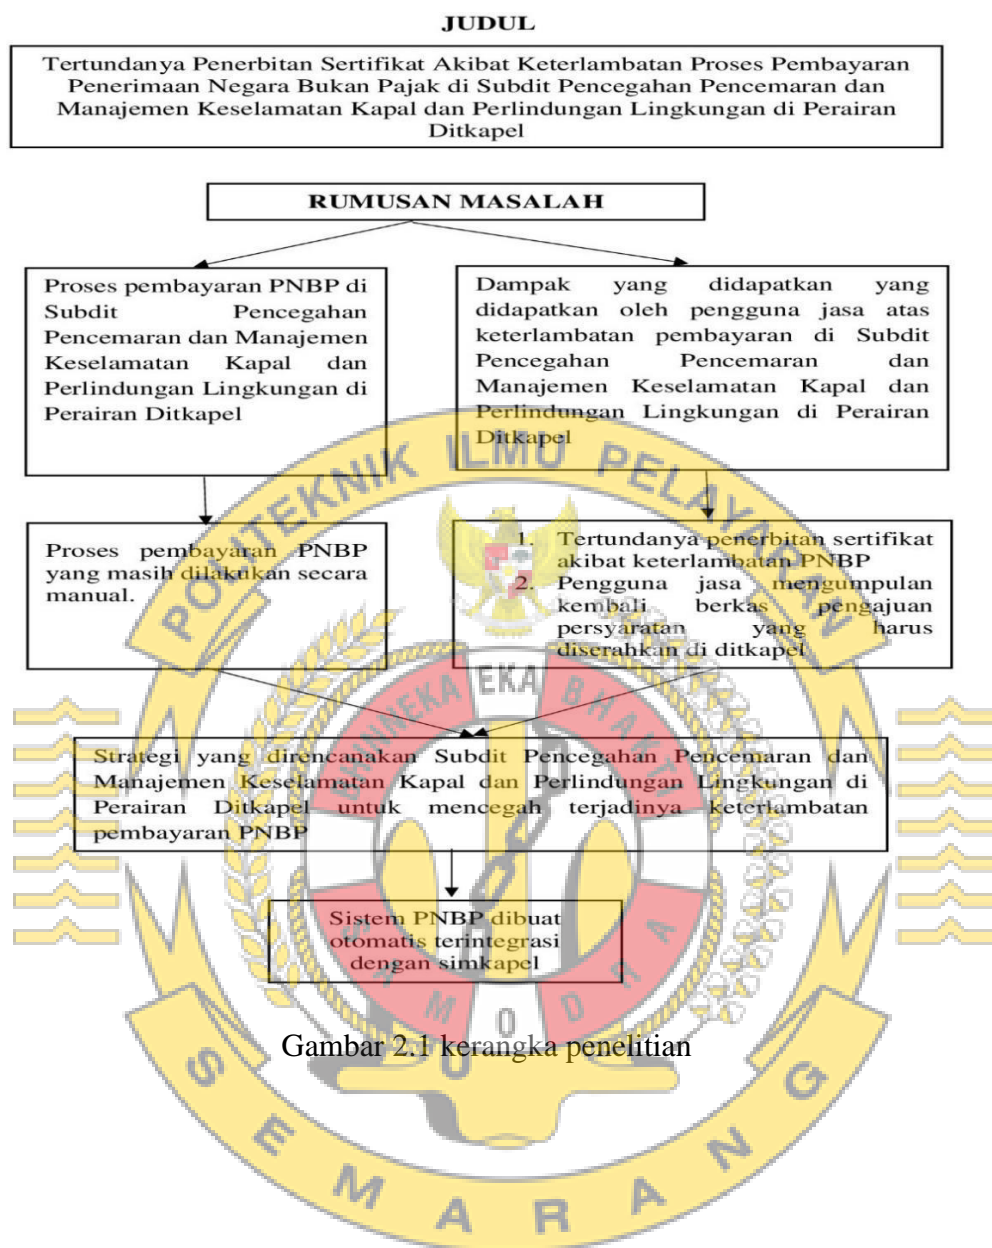 JUDUL
Tertundanya Penerbitan Sertifikat Akibat Keterlambatan Proses Pembayaran
Penerimaan Negara Bukan Pajak di Subdit Pencegahan Pencemaran dan
Manajemen Keselamatan Kapal dan Perlindungan Lingkungan di Perairan
Ditkapel
RUMUSAN MASALAH
Proses pembayaran PNBP di
Subdit Pencegahan
Pencemaran dan Manajemen
Keselamatan Kapal dan
Perlindungan Lingkungan di
Perairan Ditkapel
Dampak yang didapatkan yang
didapatkan oleh pengguna jasa atas
keterlambatan pembayaran di Subdit
Pencegahan Pencemaran dan
Manajemen Keselamatan Kapal dan
Perlindungan Lingkungan di Perairan
Ditkapel
Proses pembayaran PNBP
yang masih dilakukan secara
manual.
1. Tertundanya penerbitan sertifikat
akibat keterlambatan PNBP
2. Pengguna jasa mengumpulan
kembali berkas pengajuan
persyaratan yang harus
diserahkan di ditkapel
Strategi yang direncanakan Subdit Pencegahan Pencemaran dan
Manajemen Keselamatan Kapal dan Perlindungan Lingkungan di
Perairan Ditkapel untuk mencegah terjadinya keterlambatan
pembayaran PNBP
Sistem PNBP dibuat
otomatis terintegrasi
dengan simkapel
Gambar 2.1 kerangka penelitian
POLITEKNIK ILMU PELAYARAN
BHINNEKA EKA BHAKTI
SAMODRA
SEMARANG